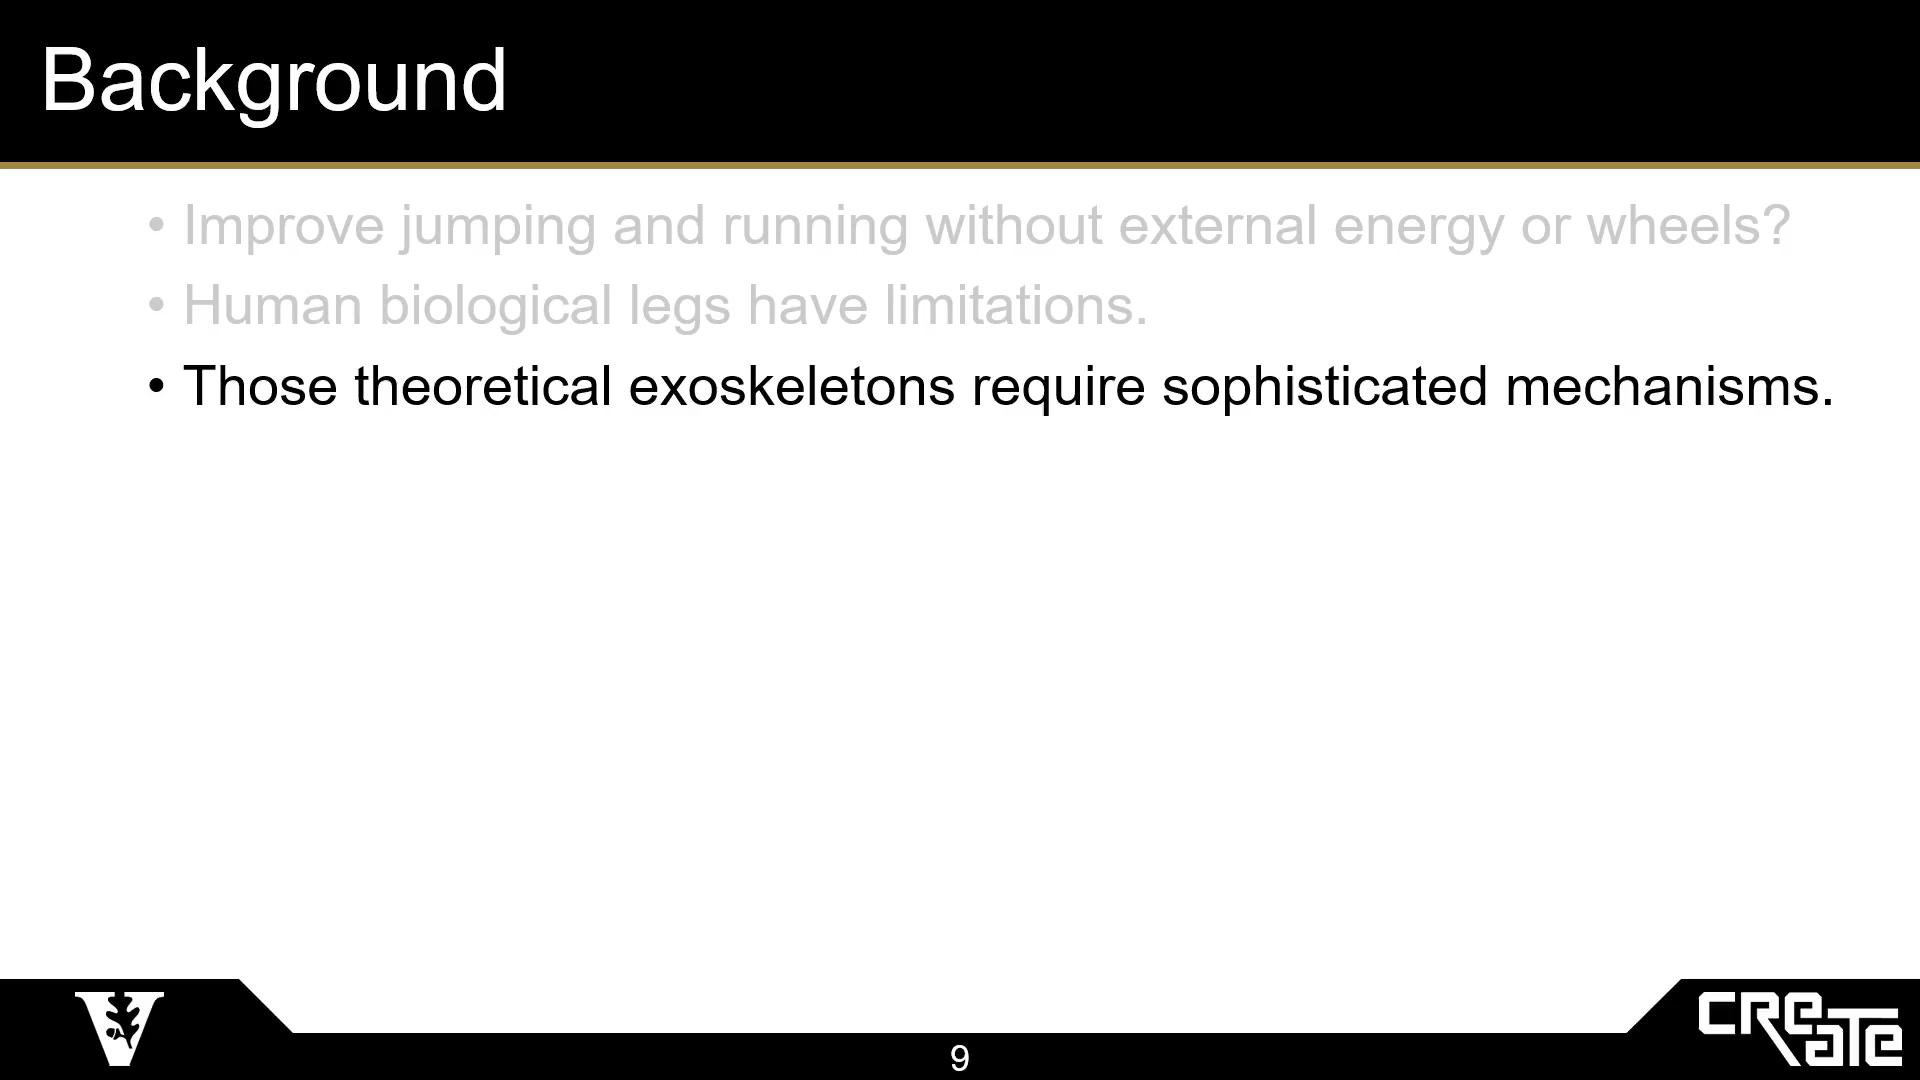 Background
• Improve jumping and running without external energy or wheels?
• Human biological legs have limitations.
• Those theoretical exoskeletons require sophisticated mechanisms.
V
9
CREATE